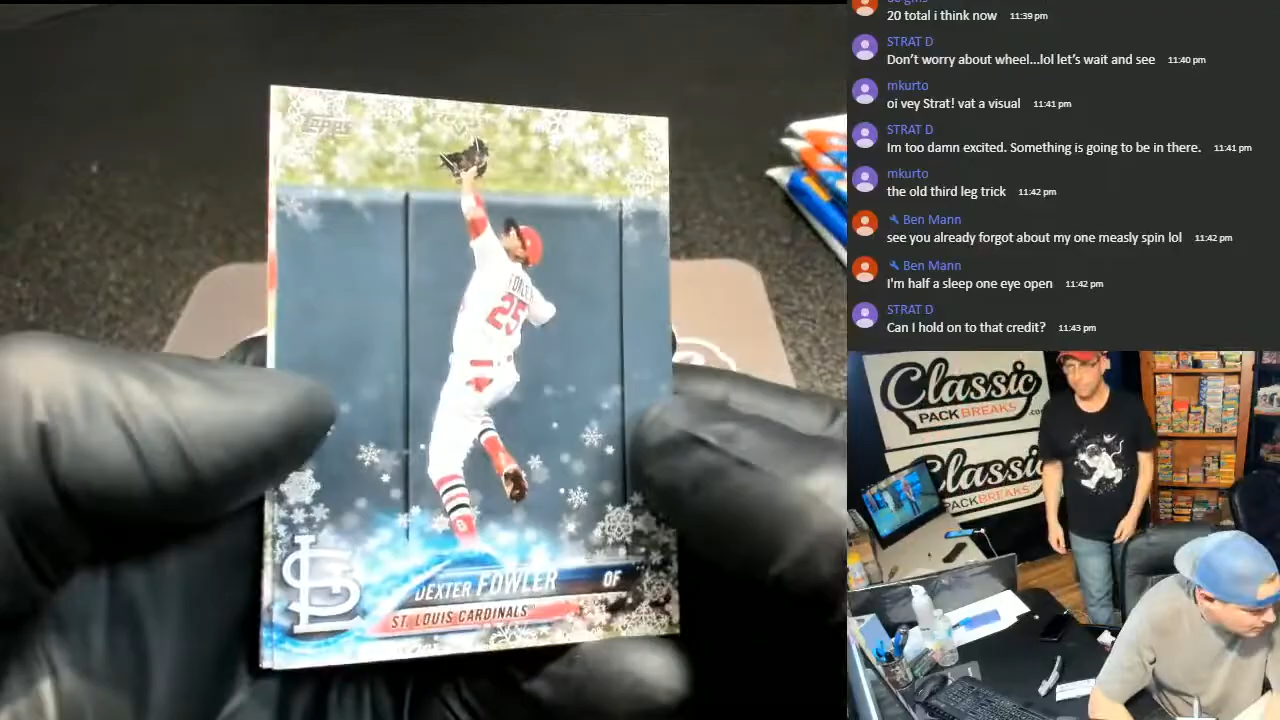 Topps
FOWLER
25
DEXTER FOWLER OF
ST. LOUIS CARDINALS™
20 total i think now 11:39 pm
STRAT D
Don't worry about wheel...lol let's wait and see 11:40 pm
mkurto
oi vey Strat! vat a visual 11:41 pm
STRAT D
Im too damn excited. Something is going to be in there. 11:41 pm
mkurto
the old third leg trick 11:42 pm
Ben Mann
see you already forgot about my one measly spin lol 11:42 pm
Ben Mann
I'm half a sleep one eye open 11:42 pm
STRAT D
Can I hold on to that credit? 11:43 pm
Classic
PACKBREAKS
Classic
PACKBREAKS